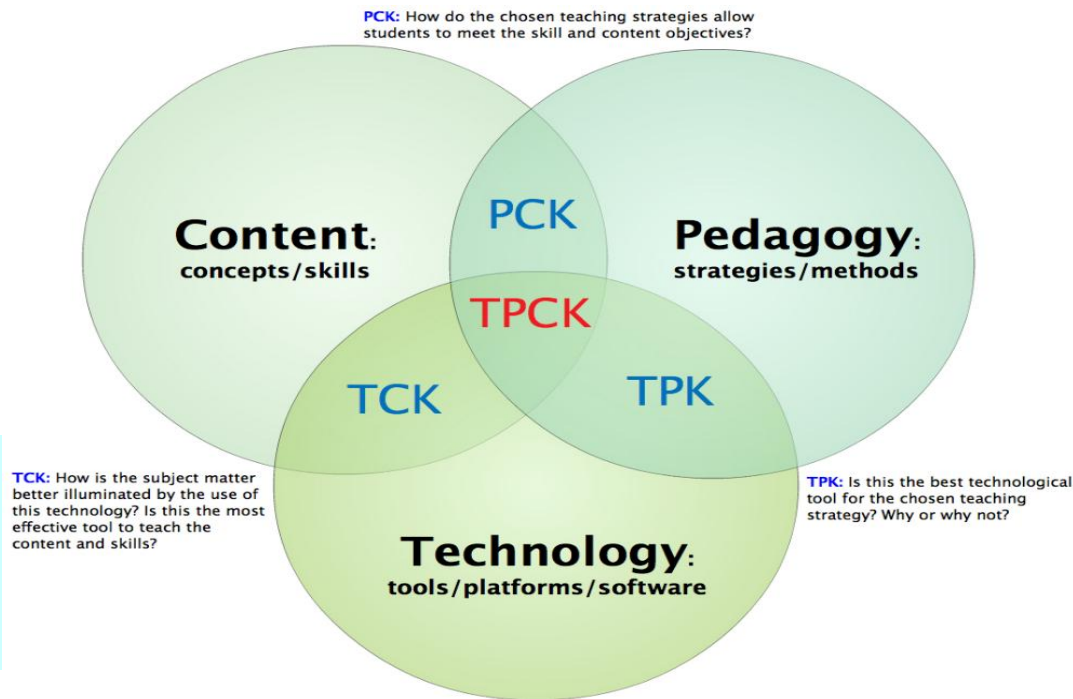 PCK: How do the chosen teaching strategies allow
students to meet the skill and content objectives?
Content:
concepts/skills
PCK
Pedagogy:
strategies/methods
TPCK
TCK
TPK
TCK: How is the subject matter
better illuminated by the use of
this technology? Is this the most
effective tool to teach the
content and skills?
TPK: Is this the best technological
tool for the chosen teaching
strategy? Why or why not?
Technology:
tools/platforms/software